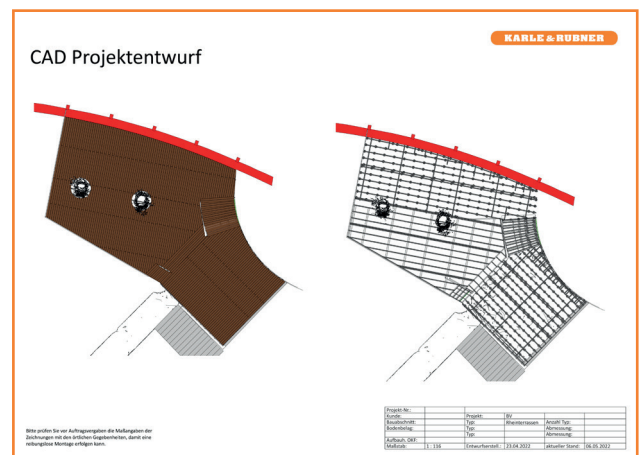 KARLE & RUBNER
CAD Projektentwurf
Bitte prüfen Sie vor Auftragsvergaben die Maßangaben der
Zeichnungen mit den örtlichen Gegebenheiten, damit eine
reibungslose Montage erfolgen kann.
Projekt-Nr.:
Kunde: Projekt: BV
Bauabschnitt: Typ: Rheinterrassen Anzahl Typ:
Bodenbelag: Typ: Abmessung:
Typ: Abmessung:
Aufbauh. OKF:
Maßstab: 1 : 116 Entwurferstell.: 23.04.2022 aktueller Stand: 06.05.2022